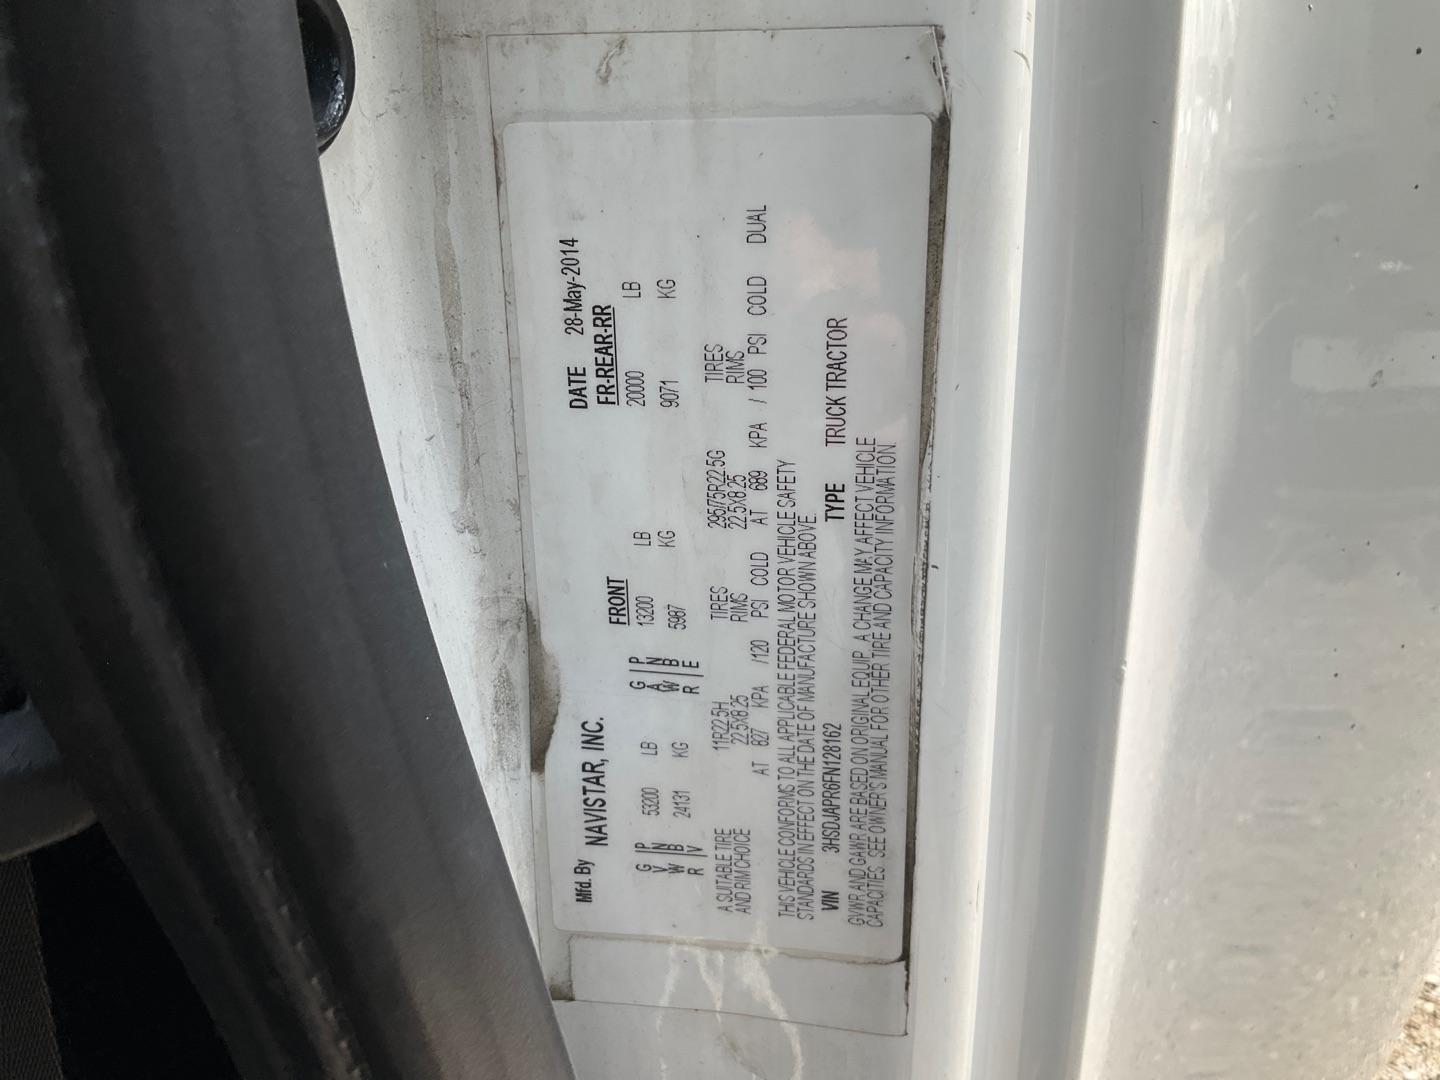 Mfd. By NAVISTAR, INC. DATE 28-May-2014
FRONT FR-REAR-RR
GVWR 53200 LB GAWR 13200 LB 20000 LB
PNBV 24131 KG PNBE 5987 KG 9071 KG
A SUITABLE TIRE 11R22.5H TIRES 295/75R22.5G TIRES
AND RIM CHOICE 22.5X8.25 RIMS 22.5X8.25 RIMS
AT 827 KPA /120 PSI COLD AT 689 KPA / 100 PSI COLD DUAL
THIS VEHICLE CONFORMS TO ALL APPLICABLE FEDERAL MOTOR VEHICLE SAFETY
STANDARDS IN EFFECT ON THE DATE OF MANUFACTURE SHOWN ABOVE.
VIN 3HSDJAPR6FN128162 TYPE TRUCK TRACTOR
GVWR AND GAWR ARE BASED ON ORIGINAL EQUIP. A CHANGE MAY AFFECT VEHICLE
CAPACITIES. SEE OWNER'S MANUAL FOR OTHER TIRE AND CAPACITY INFORMATION.